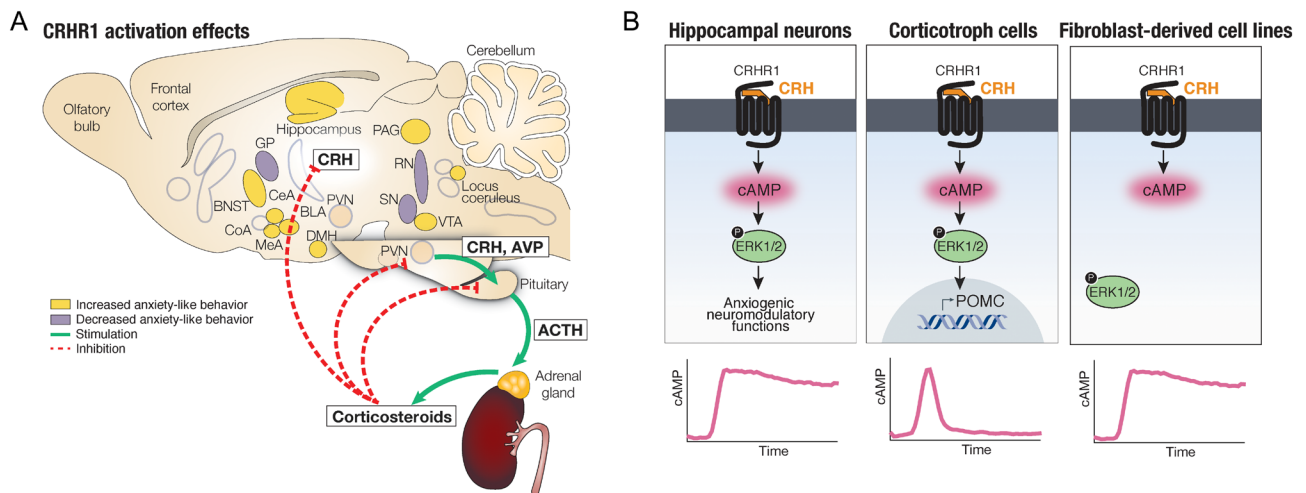 A
CRHR1 activation effects
Olfatory
bulb
Frontal
cortex
Hippocampus
Cerebellum
PAG
GP
CRH
RN
Locus
coeruleus
CeA
BNST
PVN
SN
BLA
CoA
VTA
MeA
DMH
PVN
CRH, AVP
Pituitary
Increased anxiety-like behavior
Decreased anxiety-like behavior
Stimulation
Inhibition
ACTH
Adrenal
gland
Corticosteroids
B
Hippocampal neurons
CRHR1
CRH
cAMP
P
ERK1/2
Anxiogenic
neuromodulatory
functions
cAMP
Time
Corticotroph cells
CRHR1
CRH
cAMP
P
ERK1/2
POMC
cAMP
Time
Fibroblast-derived cell lines
CRHR1
CRH
cAMP
P
ERK1/2
cAMP
Time